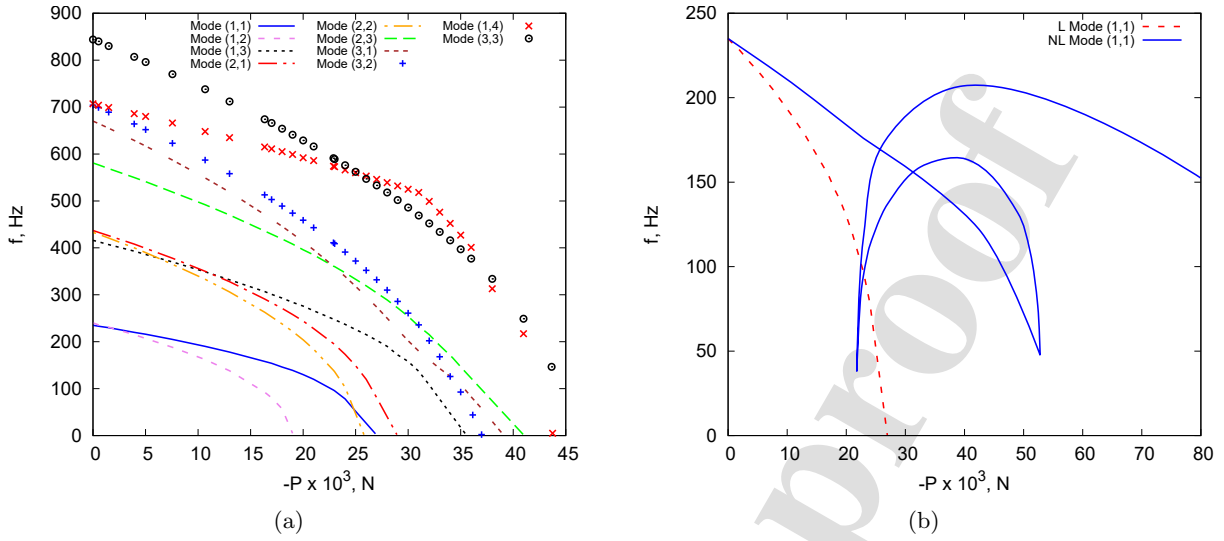 900
800
700
600
500
400
300
200
100
0
f, Hz
0 5 10 15 20 25 30 35 40 45
-P x 10³, N
Mode (1,1)
Mode (1,2)
Mode (1,3)
Mode (2,1)
Mode (2,2)
Mode (2,3)
Mode (3,1)
Mode (3,2)
Mode (1,4)
Mode (3,3)
(a)
250
200
150
100
50
0
f, Hz
0 10 20 30 40 50 60 70 80
-P x 10³, N
L Mode (1,1)
NL Mode (1,1)
(b)
proof